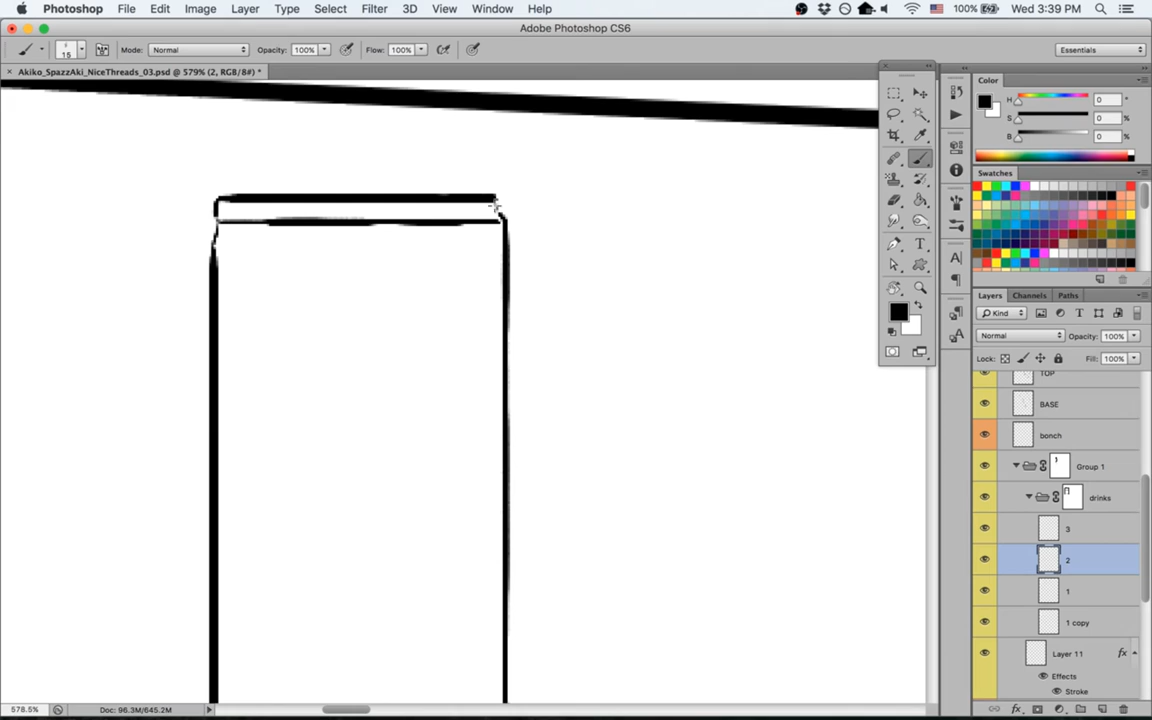 Photoshop File Edit Image Layer Type Select Filter 3D View Window Help 100% Wed 3:39 PM
Adobe Photoshop CS6
15 Mode: Normal Opacity: 100% Flow: 100% Essentials
× Akiko_SpazzAki_NiceThreads_03.psd @ 579% (2, RGB/8#) *
Color
H 0 °
S 0 %
B 0 %
Swatches
Layers Channels Paths
Kind
Normal Opacity: 100%
Lock: Fill: 100%
TOP
BASE
bonch
Group 1
drinks
3
2
1
1 copy
Layer 11 fx
Effects
Stroke
578.5% Doc: 96.3M/645.2M